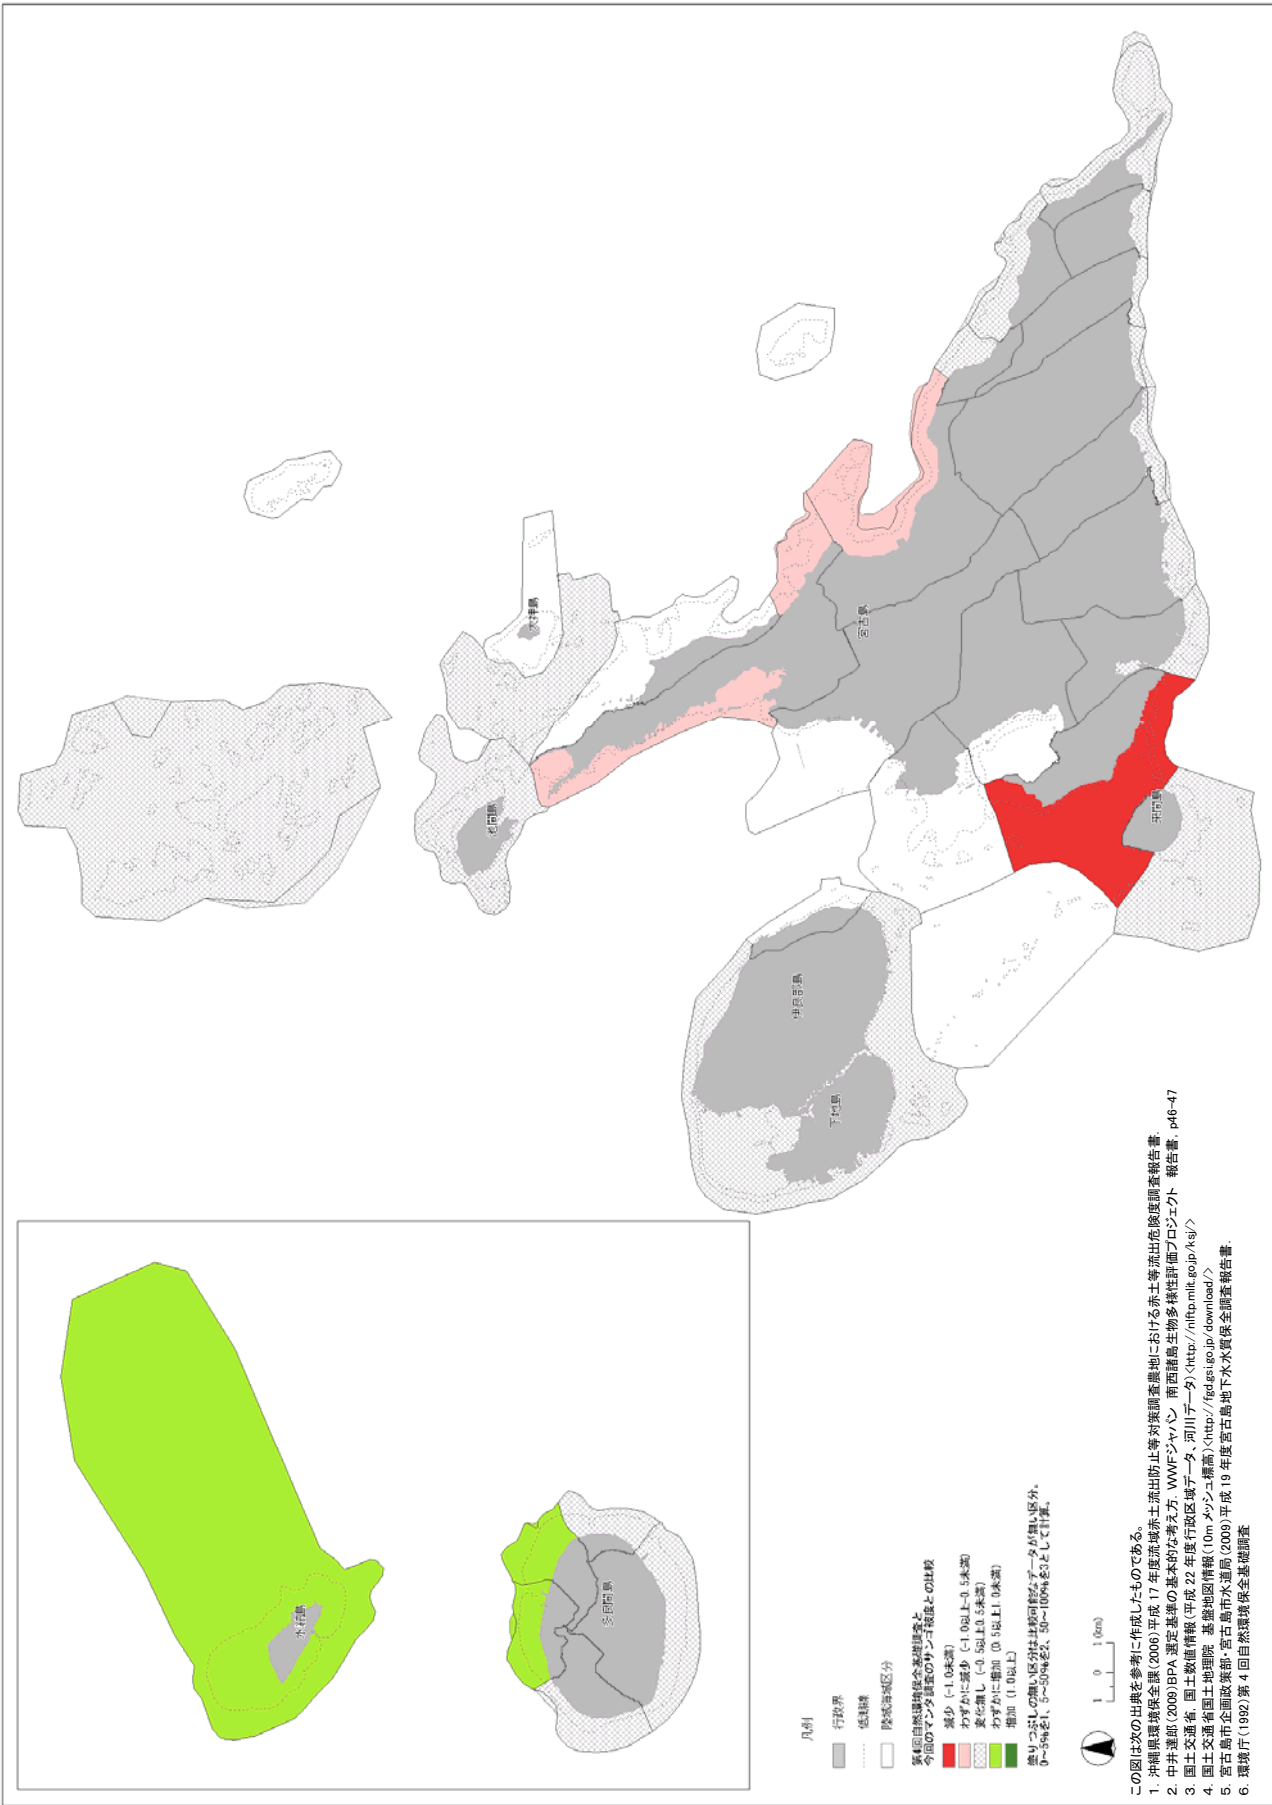 水納島
多良間島
池間島
大神島
宮古島
伊良部島
下地島
来間島
凡例
行政界
低潮線
陸域海域区分
第4回自然環境保全基礎調査と
今回のマンタ調査のサンゴ被度との比較
減少 (-1.0未満)
わずかに減少 (-1.0以上-0.5未満)
変化無し (-0.5以上0.5未満)
わずかに増加 (0.5以上1.0未満)
増加 (1.0以上)
塗りつぶしの無い区分は比較可能なデータが無い区分。
0～5%を1、5～50%を2、50～100%を3として計算。
1 0 1 (km)
この図は次の出典を参考に作成したものである。
1. 沖縄県環境保全課(2006)平成 17 年度流域赤土流出防止等対策調査農地における赤土等流出危険度調査報告書.
2. 中井達郎(2009)BPA 選定基準の基本的な考え方. WWFジャパン 南西諸島生物多様性評価プロジェクト 報告書, p46-47
3. 国土交通省. 国土数値情報(平成 22 年度行政区域データ、河川データ)<http://nlftp.mlit.go.jp/ksj/>
4. 国土交通省国土地理院 基盤地図情報(10m メッシュ標高)<http://fgd.gsi.go.jp/download/>
5. 宮古島市企画政策部・宮古島市水道局(2009)平成 19 年度宮古島地下水水質保全調査報告書.
6. 環境庁(1992)第 4 回自然環境保全基礎調査